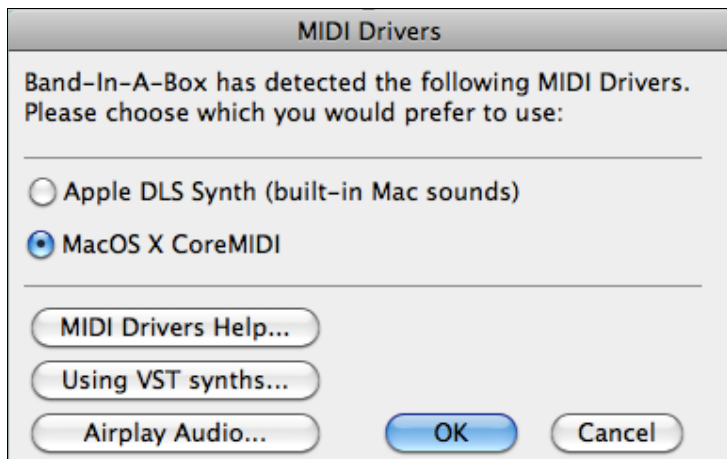 MIDI Drivers
Band-In-A-Box has detected the following MIDI Drivers.
Please choose which you would prefer to use:
Apple DLS Synth (built-in Mac sounds)
MacOS X CoreMIDI
MIDI Drivers Help...
Using VST synths...
Airplay Audio...
OK
Cancel